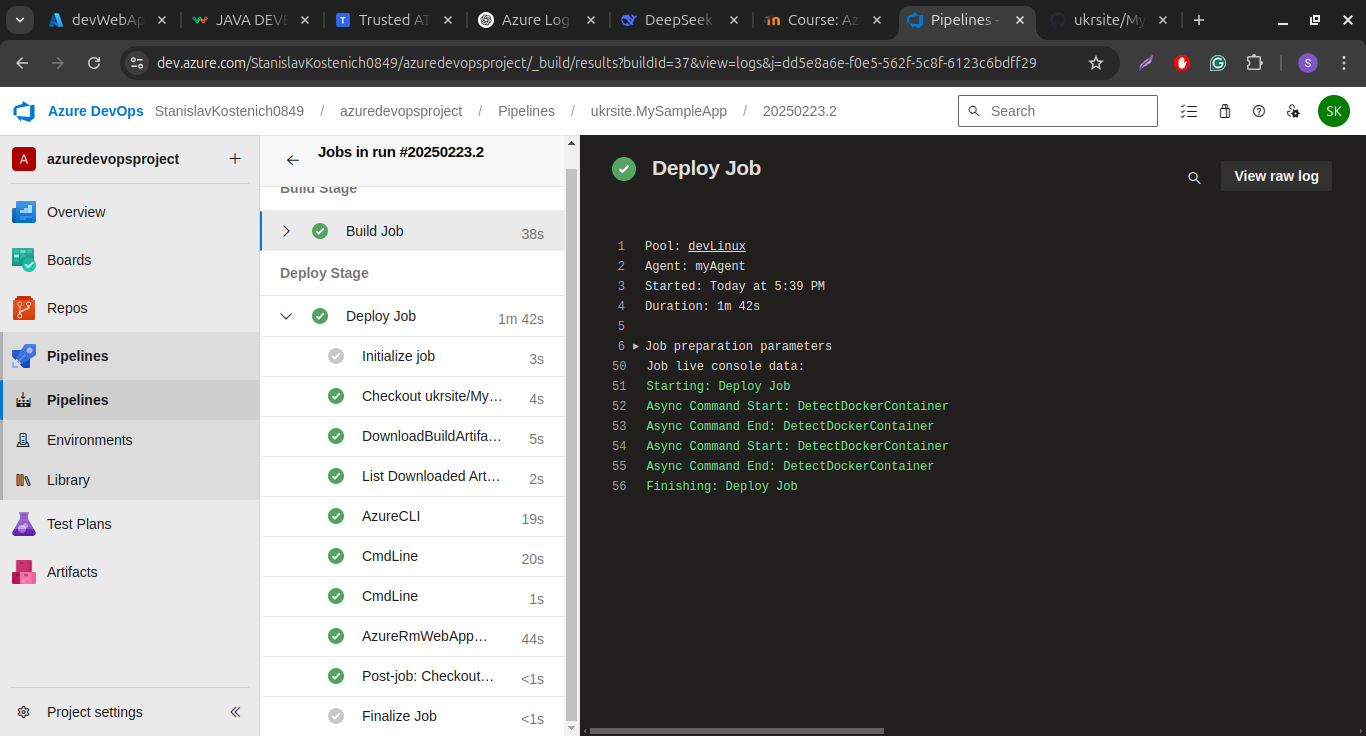 devWebAp
JAVA DEVE
Trusted AT
Azure Log
DeepSeek
Course: Az
Pipelines -
ukrsite/My
dev.azure.com/StanislavKostenich0849/azuredevopsproject/_build/results?buildId=37&view=logs&j=dd5e8a6e-f0e5-562f-5c8f-6123c6bdff29
S
Azure DevOps StanislavKostenich0849 / azuredevopsproject / Pipelines / ukrsite.MySampleApp / 20250223.2
Search
SK
A azuredevopsproject +
Overview
Boards
Repos
Pipelines
Pipelines
Environments
Library
Test Plans
Artifacts
Project settings
Jobs in run #20250223.2
Build Stage
Build Job 38s
Deploy Stage
Deploy Job 1m 42s
Initialize job 3s
Checkout ukrsite/My… 4s
DownloadBuildArtifa… 5s
List Downloaded Art… 2s
AzureCLI 19s
CmdLine 20s
CmdLine 1s
AzureRmWebApp… 44s
Post-job: Checkout… <1s
Finalize Job <1s
Deploy Job
View raw log
1 Pool: devLinux
2 Agent: myAgent
3 Started: Today at 5:39 PM
4 Duration: 1m 42s
5
6 Job preparation parameters
50 Job live console data:
51 Starting: Deploy Job
52 Async Command Start: DetectDockerContainer
53 Async Command End: DetectDockerContainer
54 Async Command Start: DetectDockerContainer
55 Async Command End: DetectDockerContainer
56 Finishing: Deploy Job